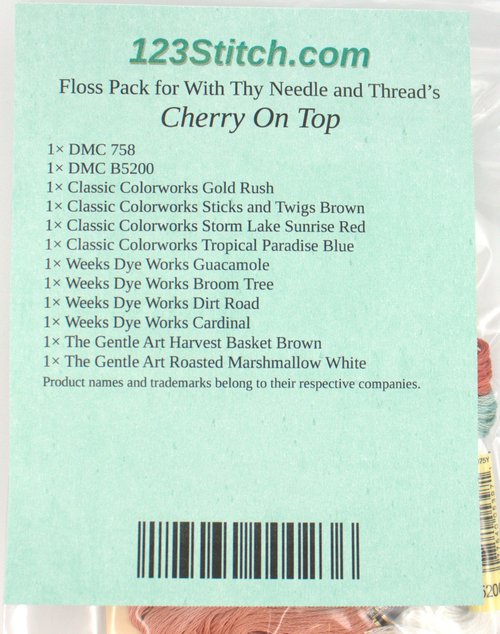 123Stitch.com
Floss Pack for With Thy Needle and Thread's
Cherry On Top
1× DMC 758
1× DMC B5200
1× Classic Colorworks Gold Rush
1× Classic Colorworks Sticks and Twigs Brown
1× Classic Colorworks Storm Lake Sunrise Red
1× Classic Colorworks Tropical Paradise Blue
1× Weeks Dye Works Guacamole
1× Weeks Dye Works Broom Tree
1× Weeks Dye Works Dirt Road
1× Weeks Dye Works Cardinal
1× The Gentle Art Harvest Basket Brown
1× The Gentle Art Roasted Marshmallow White
Product names and trademarks belong to their respective companies.